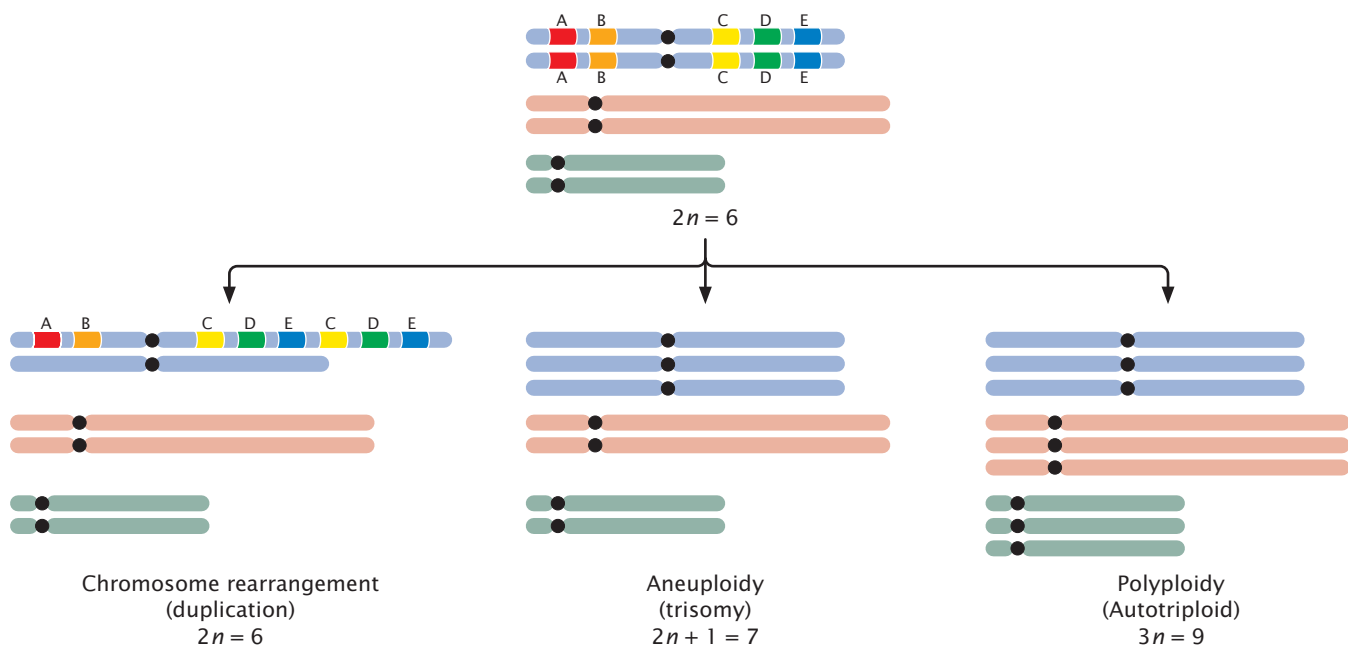 A B C D E
A B C D E
2n = 6
A B C D E C D E
Chromosome rearrangement
(duplication)
2n = 6
Aneuploidy
(trisomy)
2n + 1 = 7
Polyploidy
(Autotriploid)
3n = 9